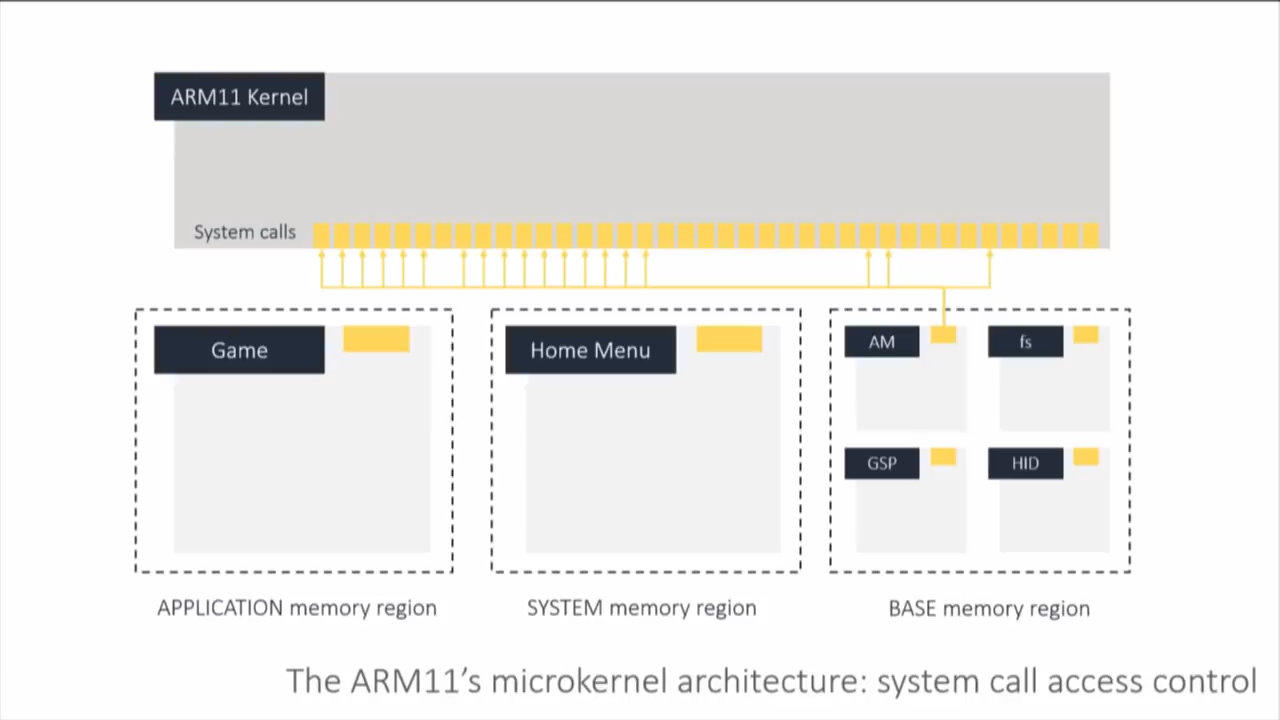 ARM11 Kernel
System calls
Game
Home Menu
AM
fs
GSP
HID
APPLICATION memory region
SYSTEM memory region
BASE memory region
The ARM11’s microkernel architecture: system call access control